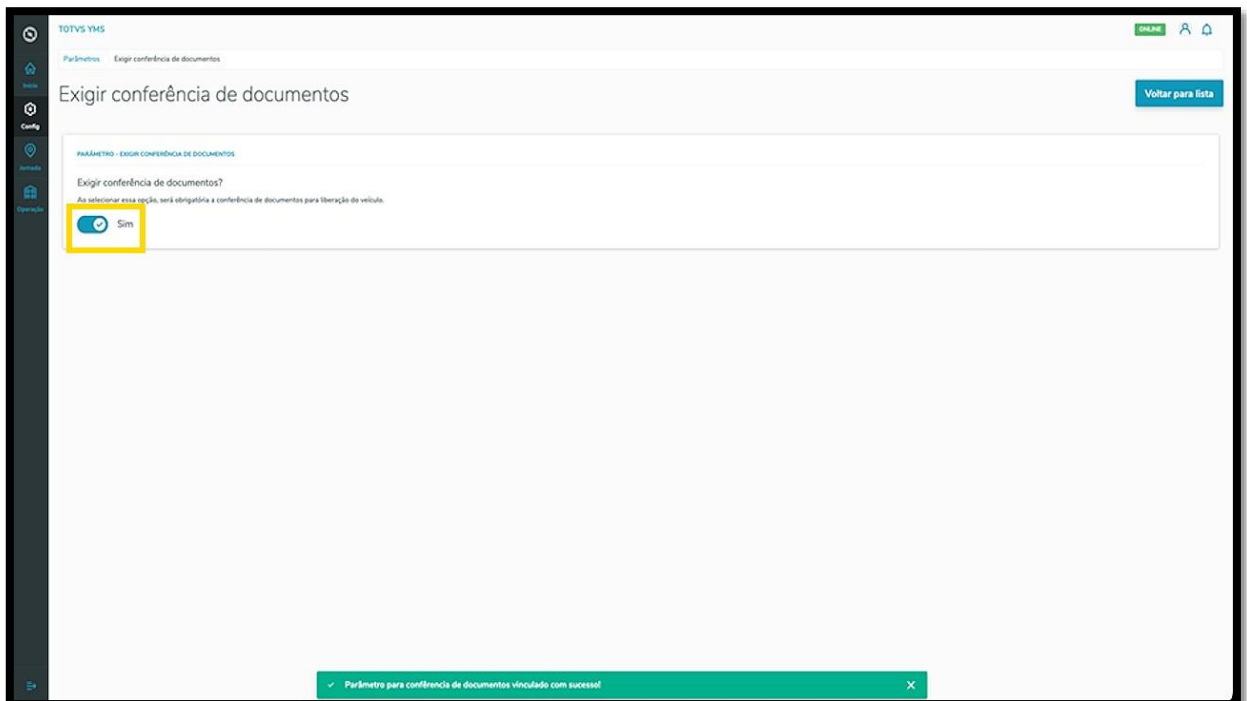 TOTVS YMS
ONLINE
Parâmetros Exigir conferência de documentos
Início
Exigir conferência de documentos
Voltar para lista
Config
Jornada
PARÂMETRO - EXIGIR CONFERÊNCIA DE DOCUMENTOS
Exigir conferência de documentos?
Operação
Ao selecionar essa opção, será obrigatória a conferência de documentos para liberação do veículo.
Sim
Parâmetro para confêrencia de documentos vinculado com sucesso!